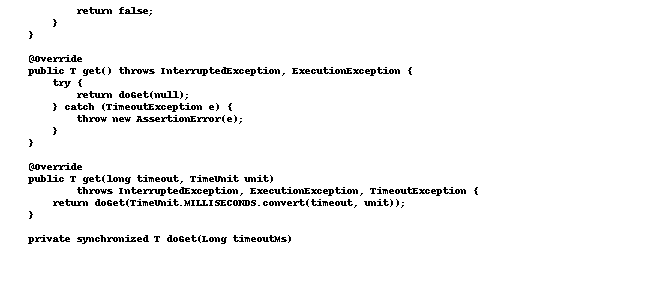 return false;
}
}
@Override
public T get() throws InterruptedException, ExecutionException {
try {
return doGet(null);
} catch (TimeoutException e) {
throw new AssertionError(e);
}
}
@Override
public T get(long timeout, TimeUnit unit)
throws InterruptedException, ExecutionException, TimeoutException {
return doGet(TimeUnit.MILLISECONDS.convert(timeout, unit));
}
private synchronized T doGet(Long timeoutMs)